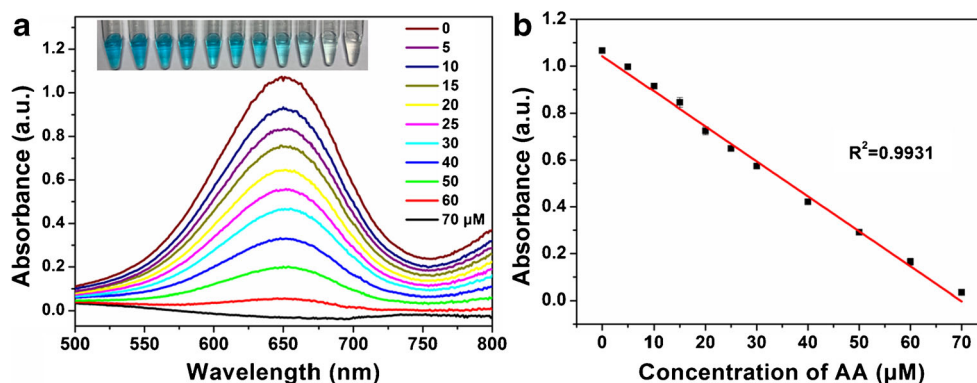 a
0
5
10
15
20
25
30
40
50
60
70 μM
1.2
1.0
0.8
0.6
0.4
0.2
0.0
Absorbance (a.u.)
500 550 600 650 700 750 800
Wavelength (nm)
b
1.2
1.0
0.8
0.6
0.4
0.2
0.0
Absorbance (a.u.)
R²=0.9931
0 10 20 30 40 50 60 70
Concentration of AA (μM)